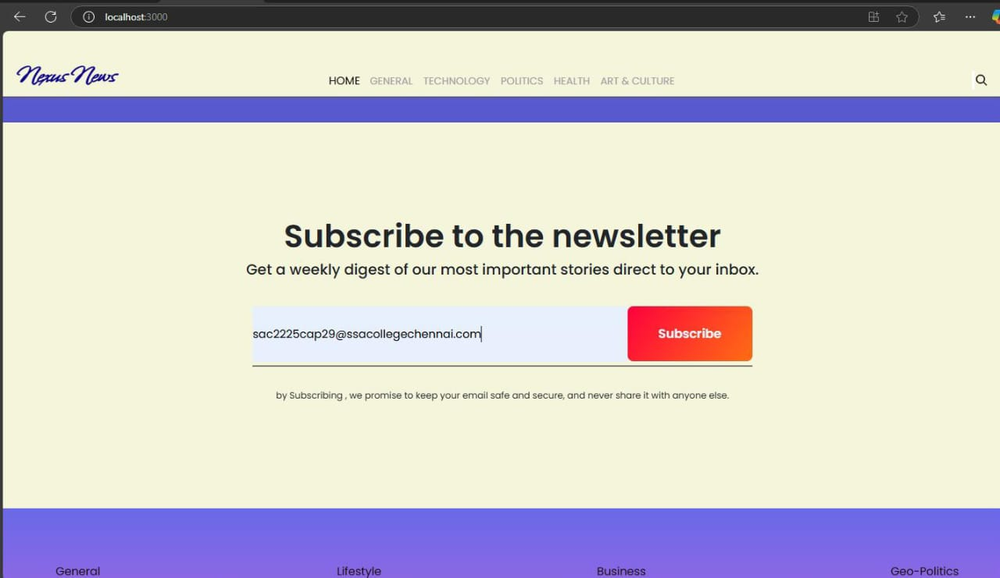 localhost:3000
Nexus News
HOME GENERAL TECHNOLOGY POLITICS HEALTH ART & CULTURE
Subscribe to the newsletter
Get a weekly digest of our most important stories direct to your inbox.
sac2225cap29@ssacollegechennai.com
Subscribe
by Subscribing , we promise to keep your email safe and secure, and never share it with anyone else.
General Lifestyle Business Geo-Politics